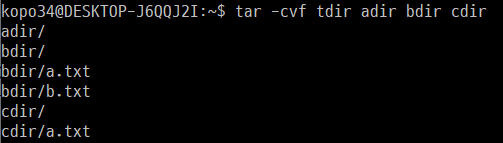 kopo34@DESKTOP-J6QQJ2I:~$ tar -cvf tdir adir bdir cdir
adir/
bdir/
bdir/a.txt
bdir/b.txt
cdir/
cdir/a.txt